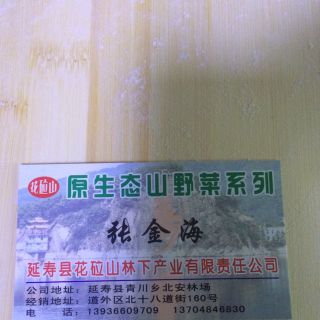 花砬山 原生态山野菜系列
张金海
延寿县花砬山林下产业有限责任公司
公司地址：延寿县青川乡北安林场
经销地址：道外区北十八道街160号
电 话：13936609709 13704846830